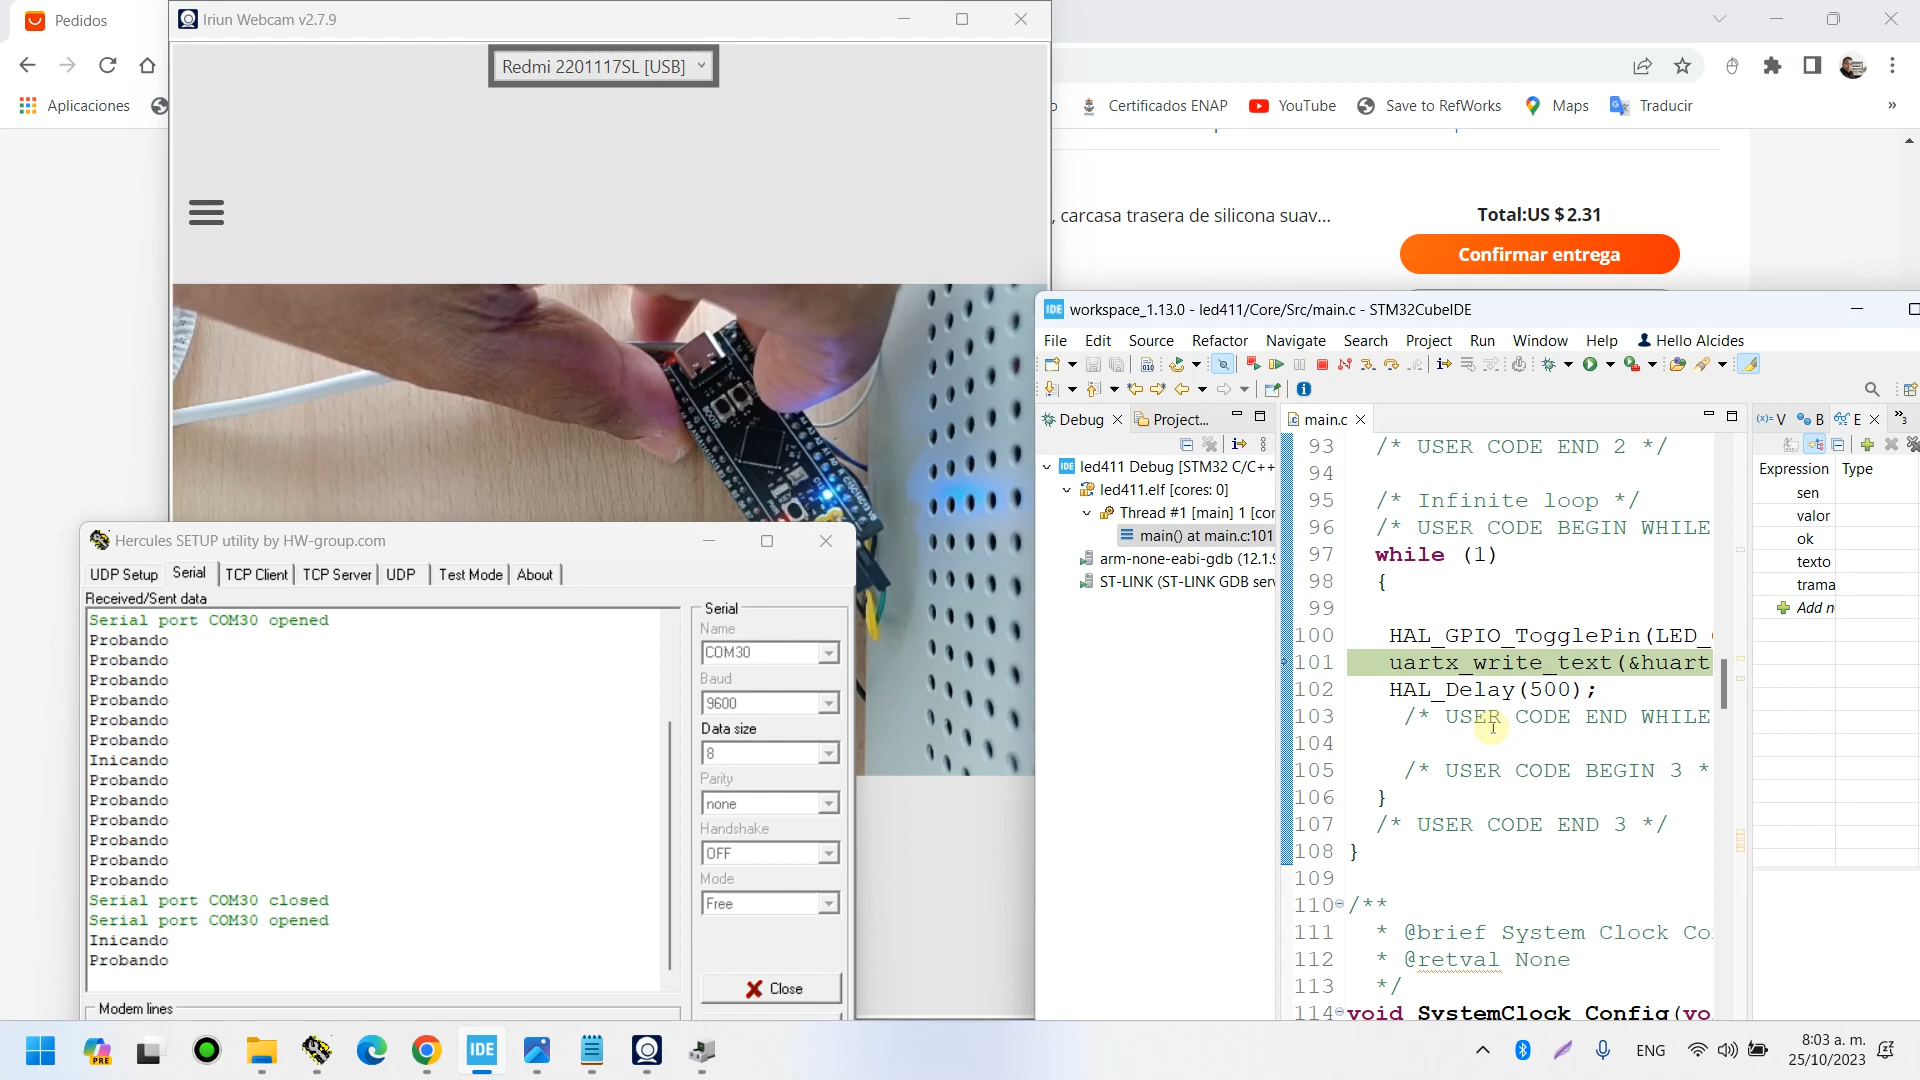 Pedidos
Iriun Webcam v2.7.9
Redmi 2201117SL [USB]
Aplicaciones
Certificados ENAP
YouTube
Save to RefWorks
Maps
Traducir
»
, carcasa trasera de silicona suav...
Total:US $2.31
Confirmar entrega
IDE workspace_1.13.0 - led411/Core/Src/main.c - STM32CubeIDE
File Edit Source Refactor Navigate Search Project Run Window Help Hello Alcides
Debug
Project...
main.c
(x)= V
B
E
»3
led411 Debug [STM32 C/C++
led411.elf [cores: 0]
Thread #1 [main] 1 [cor
main() at main.c:101
arm-none-eabi-gdb (12.1.
ST-LINK (ST-LINK GDB serv
93 /* USER CODE END 2 */
94
95 /* Infinite loop */
96 /* USER CODE BEGIN WHILE
97 while (1)
98 {
99
100 HAL_GPIO_TogglePin(LED_
101 uartx_write_text(&huart
102 HAL_Delay(500);
103 /* USER CODE END WHILE
104
105 /* USER CODE BEGIN 3 *
106 }
107 /* USER CODE END 3 */
108 }
109
110 /**
111 * @brief System Clock Co
112 * @retval None
113 */
114 void SystemClock_Config(vo
Expression Type
sen
valor
ok
texto
trama
Add n
Hercules SETUP utility by HW-group.com
UDP Setup Serial TCP Client TCP Server UDP Test Mode About
Received/Sent data
Serial port COM30 opened
Probando
Probando
Probando
Probando
Probando
Probando
Inicando
Probando
Probando
Probando
Probando
Probando
Probando
Serial port COM30 closed
Serial port COM30 opened
Inicando
Probando
Modem lines
Serial
Name
COM30
Baud
9600
Data size
8
Parity
none
Handshake
OFF
Mode
Free
Close
PRE
IDE
ENG
8:03 a. m.
25/10/2023